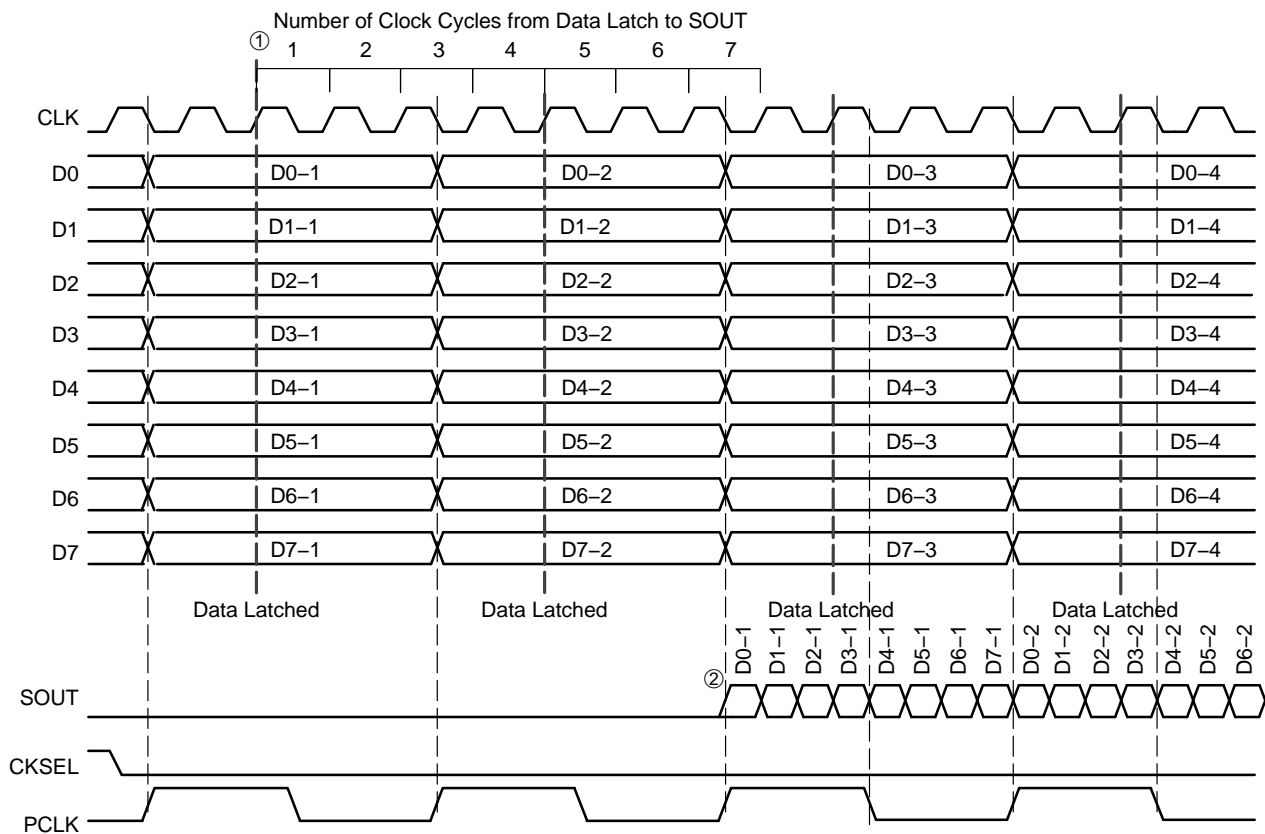 Number of Clock Cycles from Data Latch to SOUT
① 1 2 3 4 5 6 7
CLK
D0 D0–1 D0–2 D0–3 D0–4
D1 D1–1 D1–2 D1–3 D1–4
D2 D2–1 D2–2 D2–3 D2–4
D3 D3–1 D3–2 D3–3 D3–4
D4 D4–1 D4–2 D4–3 D4–4
D5 D5–1 D5–2 D5–3 D5–4
D6 D6–1 D6–2 D6–3 D6–4
D7 D7–1 D7–2 D7–3 D7–4
Data Latched Data Latched Data Latched Data Latched
D0–1 D1–1 D2–1 D3–1 D4–1 D5–1 D6–1 D7–1 D0–2 D1–2 D2–2 D3–2 D4–2 D5–2 D6–2
②
SOUT
CKSEL
PCLK